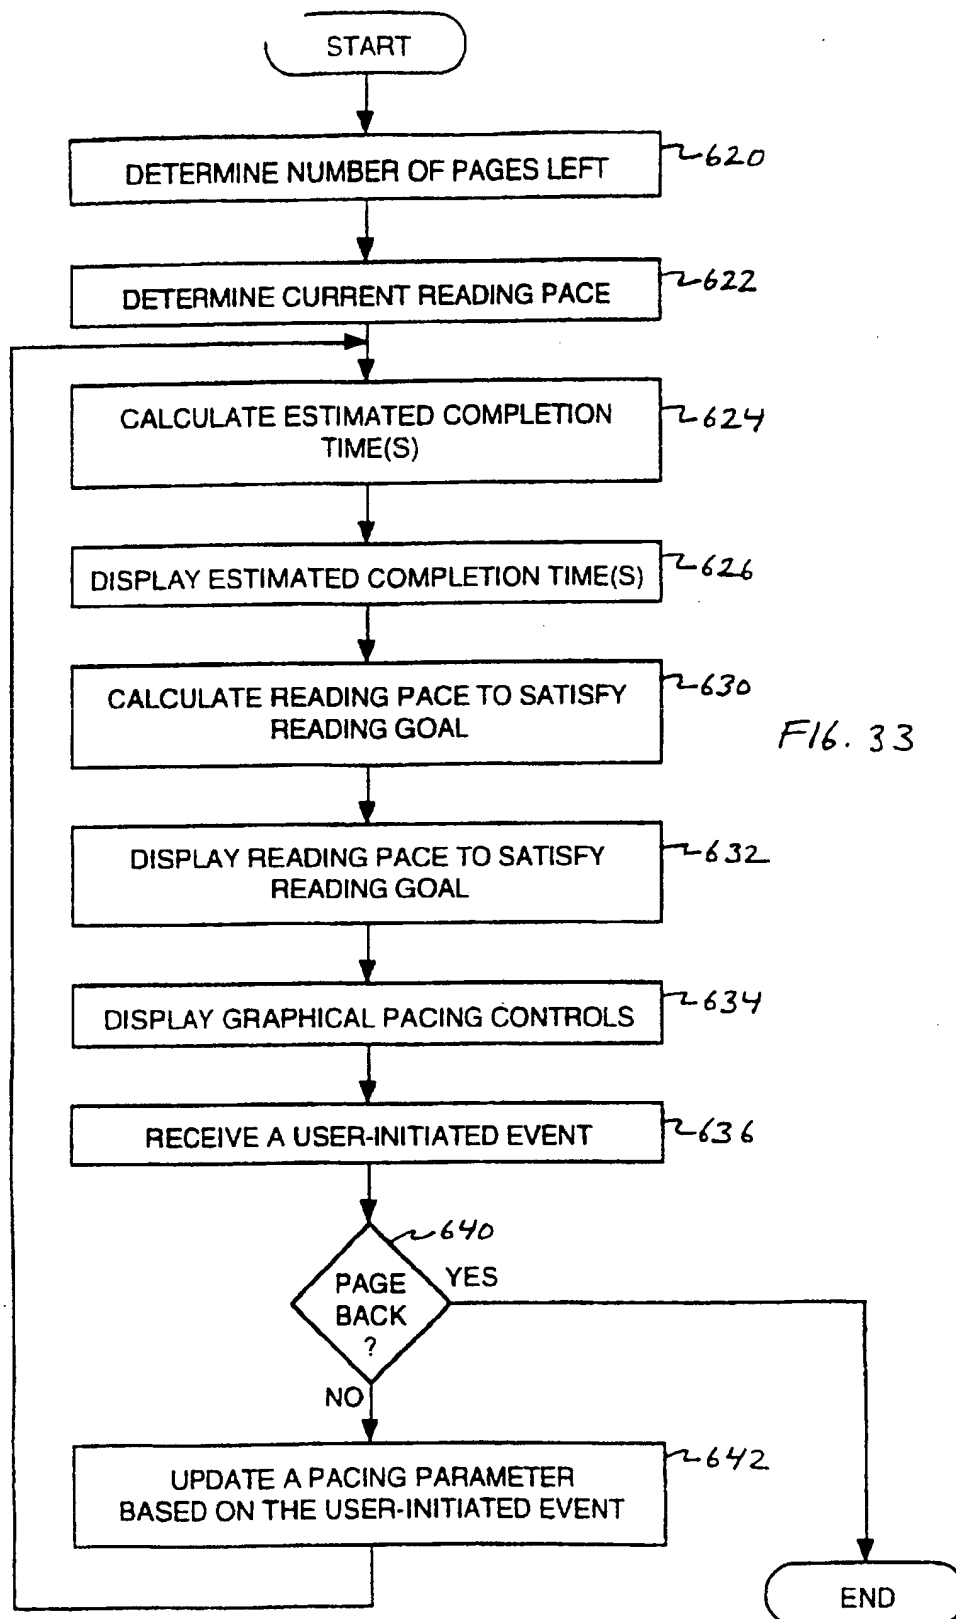 START
DETERMINE NUMBER OF PAGES LEFT
620
DETERMINE CURRENT READING PACE
622
CALCULATE ESTIMATED COMPLETION
TIME(S)
624
DISPLAY ESTIMATED COMPLETION TIME(S)
626
CALCULATE READING PACE TO SATISFY
READING GOAL
630
FIG. 33
DISPLAY READING PACE TO SATISFY
READING GOAL
632
DISPLAY GRAPHICAL PACING CONTROLS
634
RECEIVE A USER-INITIATED EVENT
636
640
PAGE
BACK
?
YES
NO
UPDATE A PACING PARAMETER
BASED ON THE USER-INITIATED EVENT
642
END